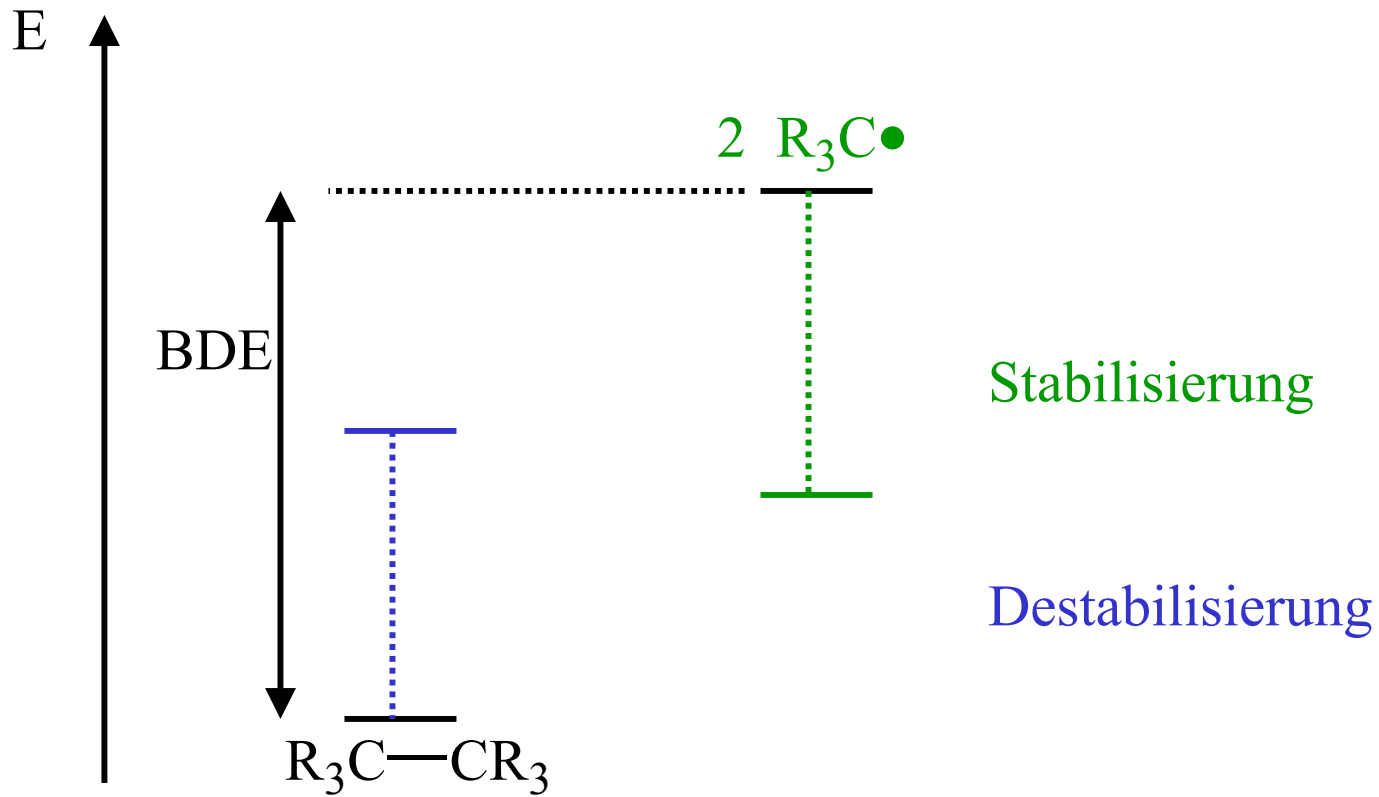 E
2 R₃C•
BDE
Stabilisierung
Destabilisierung
R₃C—CR₃